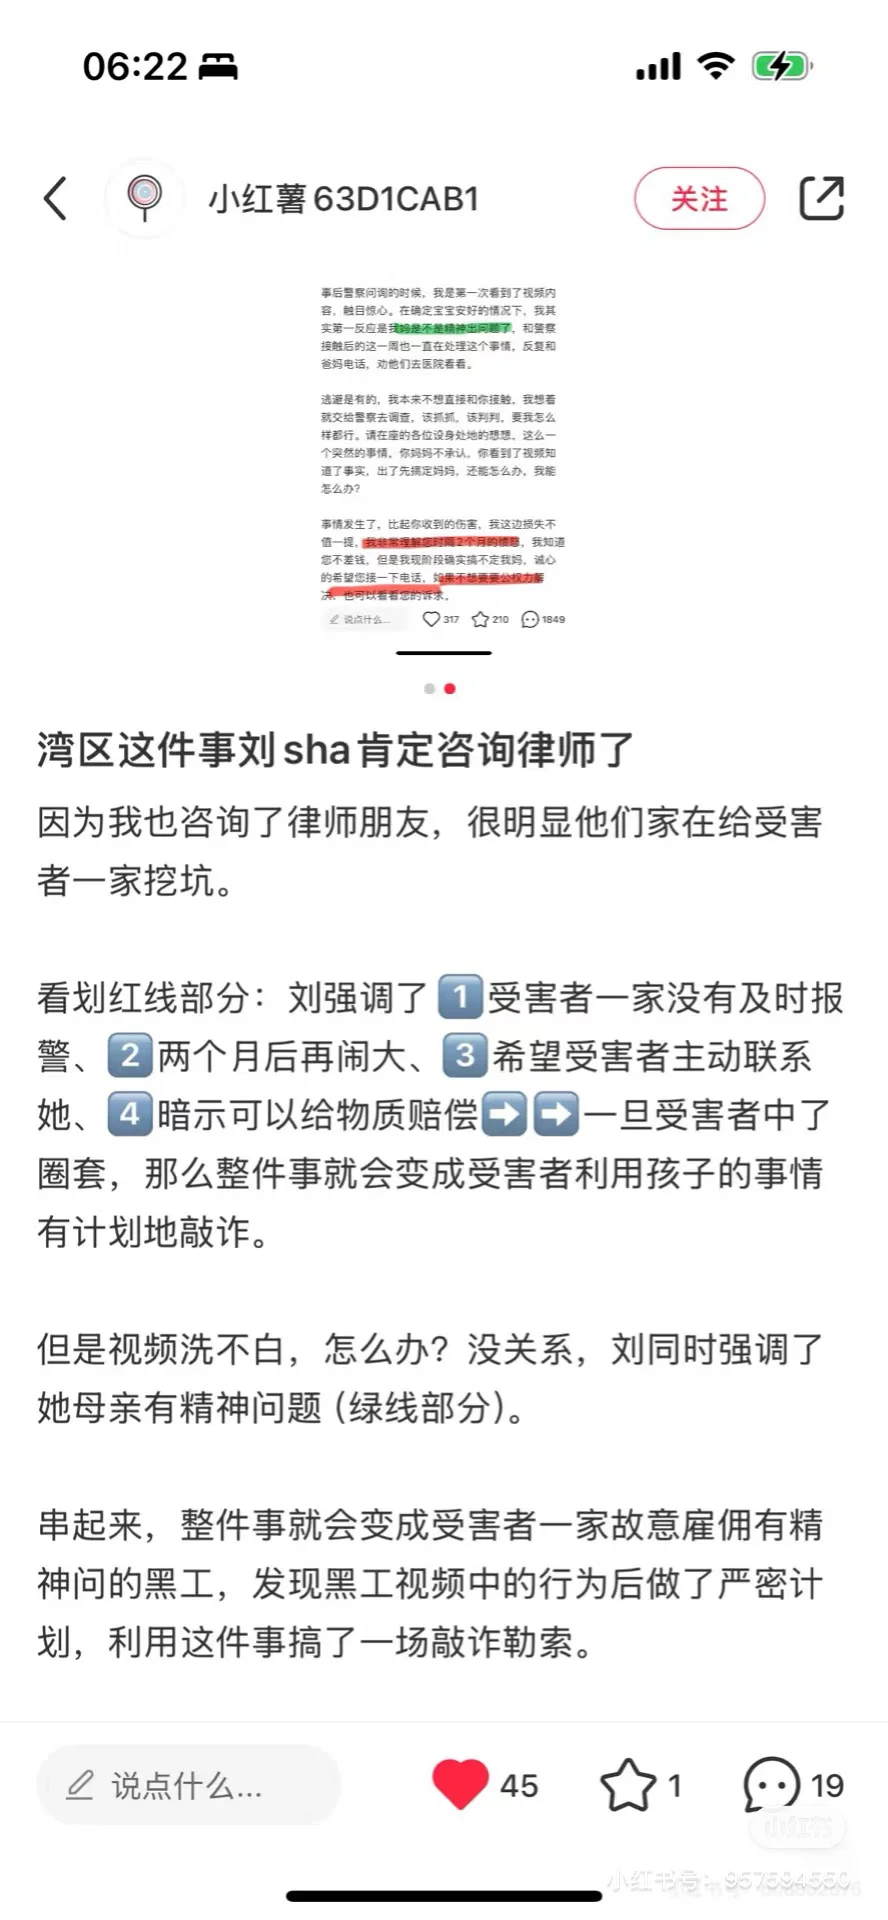 06:22
小红薯63D1CAB1
关注
事后警察问询的时候，我是第一次看到了视频内
容，触目惊心。在确定宝宝安好的情况下，我其
实第一反应是我妈是不是精神出问题了，和警察
接触后的这一周也一直在处理这个事情，反复和
爸妈电话，劝他们去医院看看。
逃避是有的，我本来不想直接和你接触，我想着
就交给警察去调查，该抓抓，该判判，要我怎么
样都行。请在座的各位设身处地的想想，这么一
个突然的事情，你妈妈不承认，你看到了视频知
道了事实，出了先搞定妈妈，还能怎么办，我能
怎么办？
事情发生了，比起你收到的伤害，我这边损失不
值一提，我非常理解您时隔2个月的愤怒，我知道
您不差钱，但是我现阶段确实搞不定我妈，诚心
的希望您接一下电话，如果不想要要公权力解
决，也可以看看您的诉求。
说点什么... 317 210 1849
湾区这件事刘sha肯定咨询律师了
因为我也咨询了律师朋友，很明显他们家在给受害
者一家挖坑。
看划红线部分：刘强调了1️⃣受害者一家没有及时报
警、2️⃣两个月后再闹大、3️⃣希望受害者主动联系
她、4️⃣暗示可以给物质赔偿➡️➡️一旦受害者中了
圈套，那么整件事就会变成受害者利用孩子的事情
有计划地敲诈。
但是视频洗不白，怎么办？没关系，刘同时强调了
她母亲有精神问题（绿线部分）。
串起来，整件事就会变成受害者一家故意雇佣有精
神问的黑工，发现黑工视频中的行为后做了严密计
划，利用这件事搞了一场敲诈勒索。
说点什么... 45 1 19
小红书
小红书号：957594550